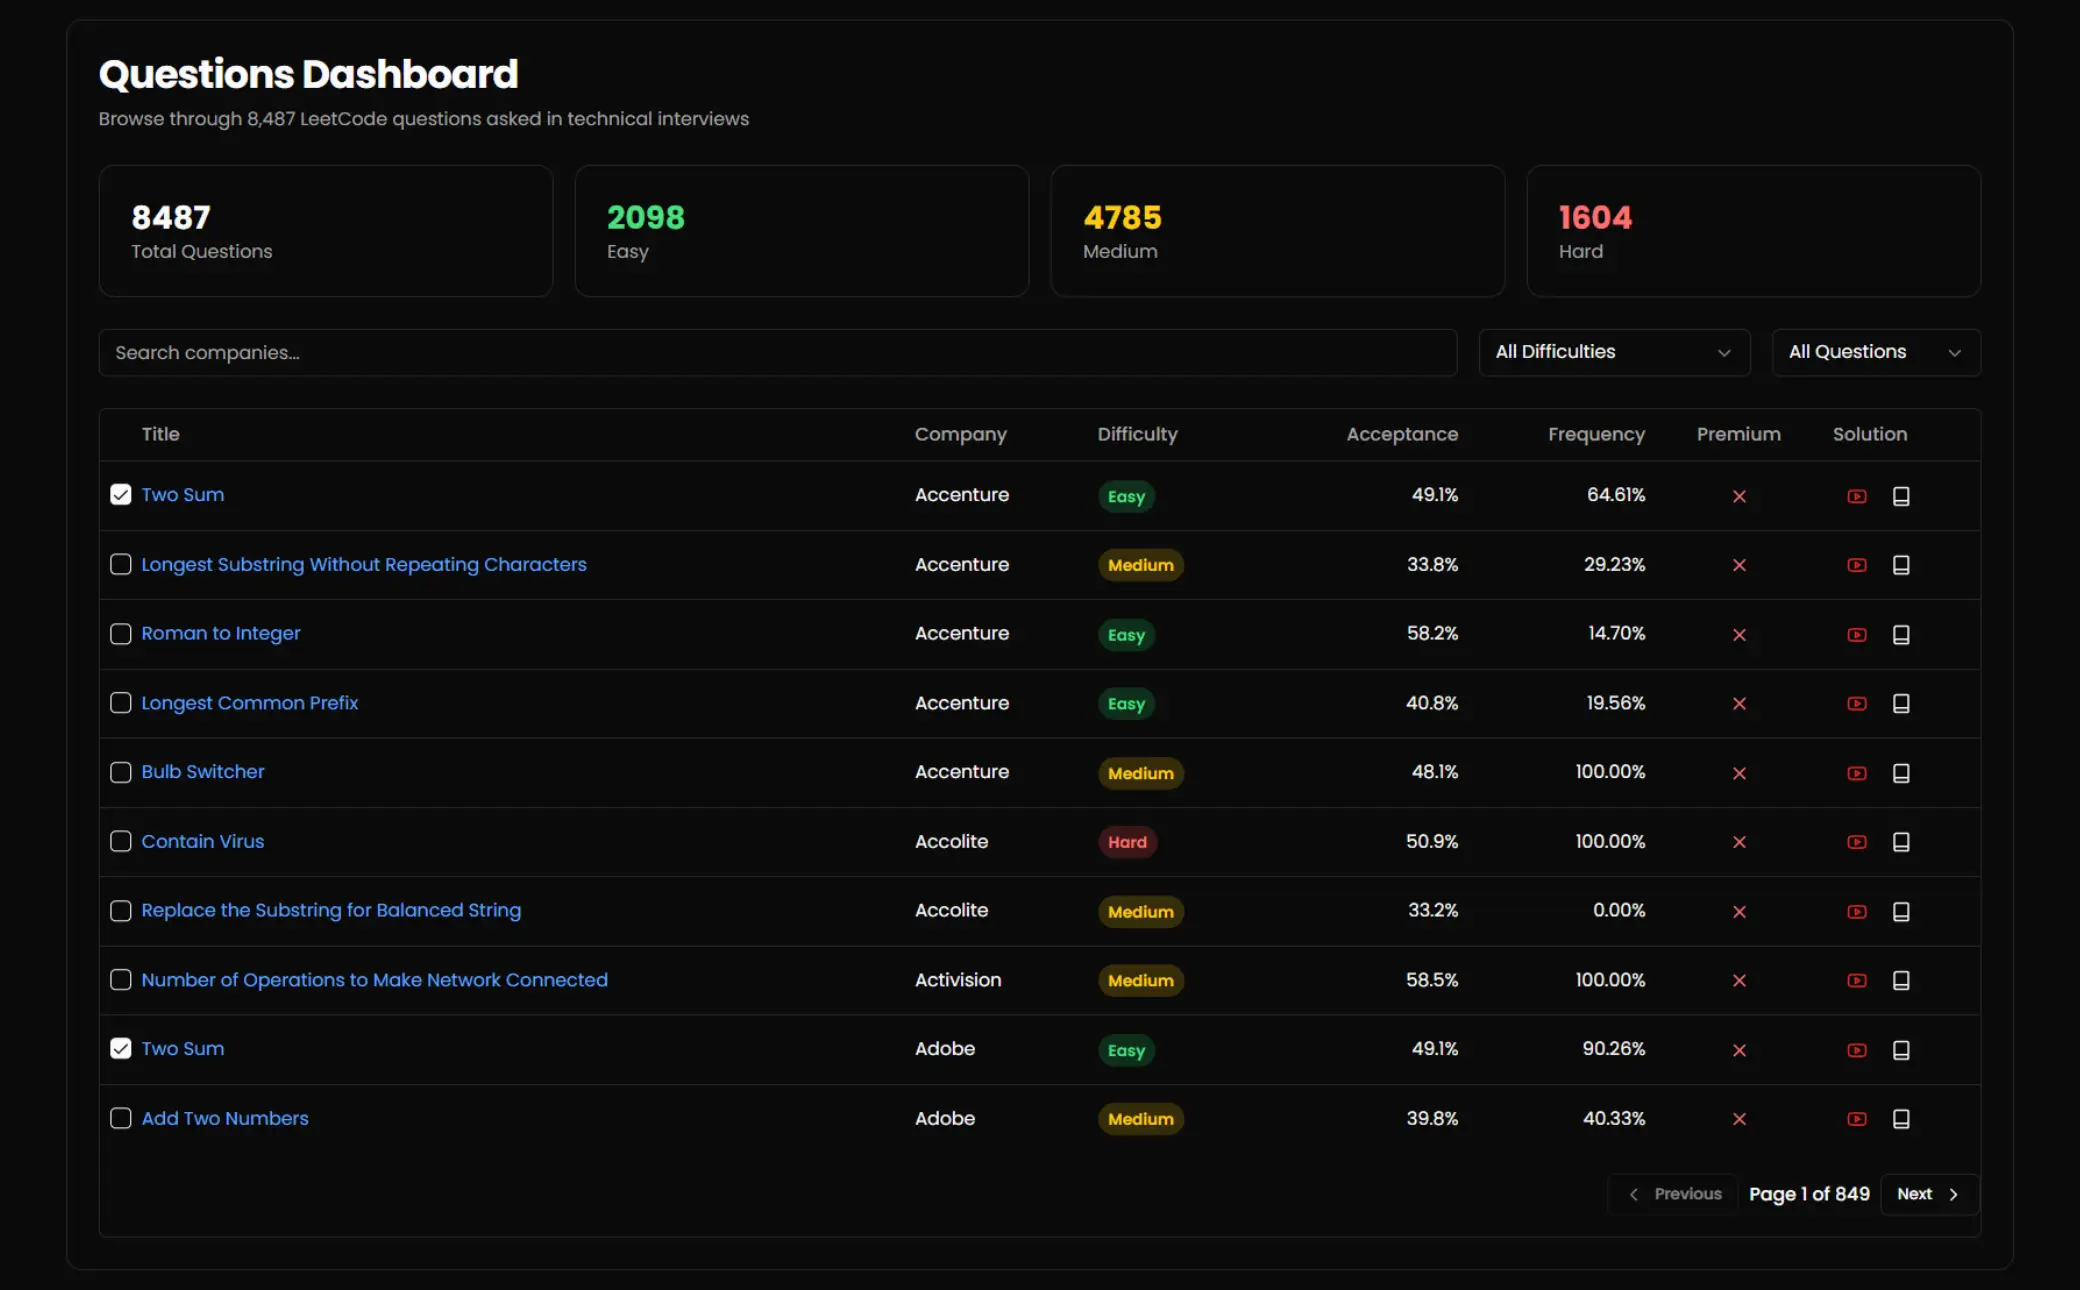 Questions Dashboard
Browse through 8,487 LeetCode questions asked in technical interviews
8487 2098 4785 1604
Total Questions Easy Medium Hard
Search companies... All Difficulties All Questions
Title Company Difficulty Acceptance Frequency Premium Solution
Two Sum Accenture Easy 49.1% 64.61%
Longest Substring Without Repeating Characters Accenture Medium 33.8% 29.23%
Roman to Integer Accenture Easy 58.2% 14.70%
Longest Common Prefix Accenture Easy 40.8% 19.56%
Bulb Switcher Accenture Medium 48.1% 100.00%
Contain Virus Accolite Hard 50.9% 100.00%
Replace the Substring for Balanced String Accolite Medium 33.2% 0.00%
Number of Operations to Make Network Connected Activision Medium 58.5% 100.00%
Two Sum Adobe Easy 49.1% 90.26%
Add Two Numbers Adobe Medium 39.8% 40.33%
Previous Page 1 of 849 Next